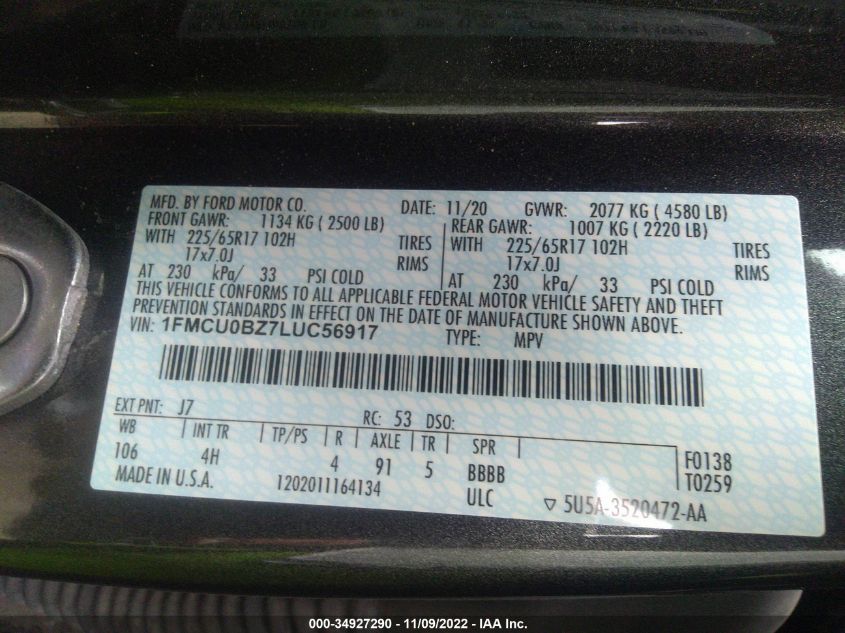 MFD. BY FORD MOTOR CO. DATE: 11/20 GVWR: 2077 KG ( 4580 LB)
FRONT GAWR: 1134 KG ( 2500 LB) REAR GAWR: 1007 KG ( 2220 LB)
WITH 225/65R17 102H TIRES WITH 225/65R17 102H TIRES
17x7.0J RIMS 17x7.0J RIMS
AT 230 kPa/ 33 PSI COLD AT 230 kPa/ 33 PSI COLD
THIS VEHICLE CONFORMS TO ALL APPLICABLE FEDERAL MOTOR VEHICLE SAFETY AND THEFT
PREVENTION STANDARDS IN EFFECT ON THE DATE OF MANUFACTURE SHOWN ABOVE.
VIN: 1FMCU0BZ7LUC56917 TYPE: MPV
EXT PNT: J7 RC: 53 DSO:
WB INT TR TP/PS R AXLE TR SPR F0138
106 4H 4 91 5 BBBB T0259
MADE IN U.S.A. 1202011164134 ULC ▽ 5U5A-3520472-AA
000-34927290 - 11/09/2022 - IAA Inc.